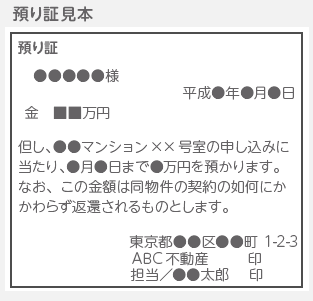 預り証見本
預り証
●●●●●様
平成●年●月●日
金　■■万円
但し、●●マンション××号室の申し込みに
当たり、●月●日まで●万円を預かります。
なお、この金額は同物件の契約の如何にか
かわらず返還されるものとします。
東京都●●区●●町 1-2-3
ABC不動産　　印
担当／●●太郎　印